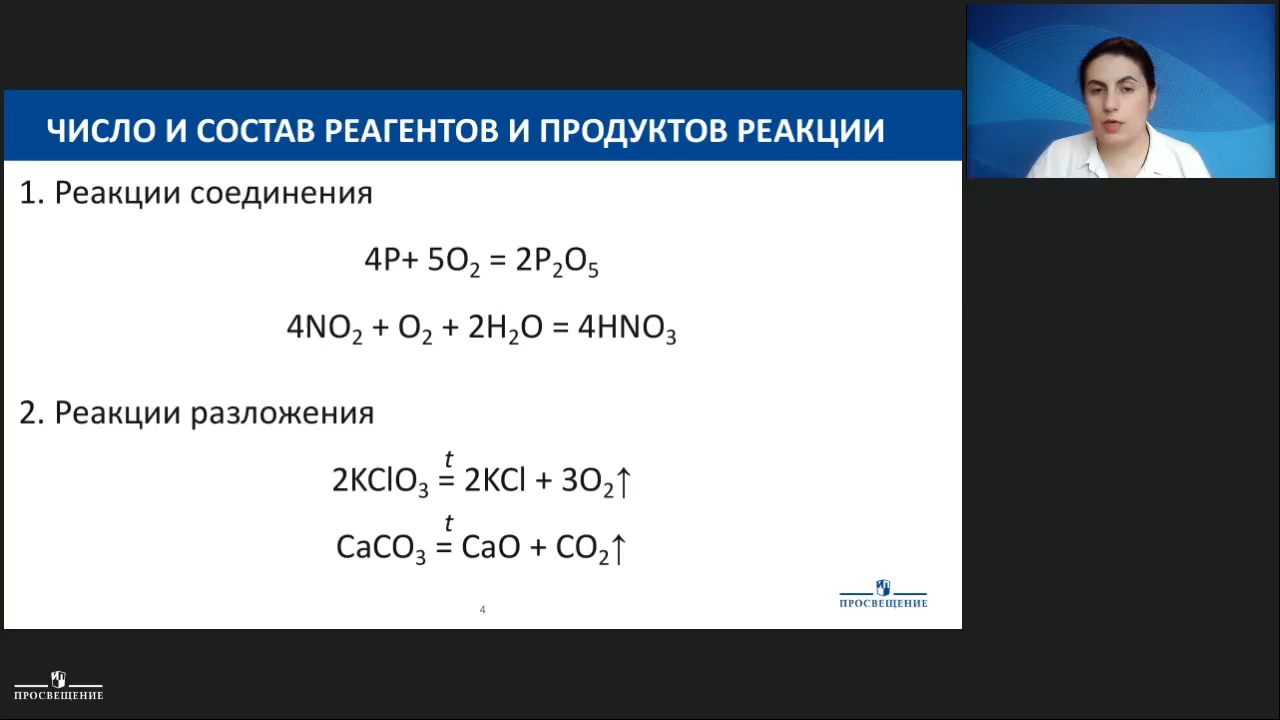 ЧИСЛО И СОСТАВ РЕАГЕНТОВ И ПРОДУКТОВ РЕАКЦИИ
1. Реакции соединения
4P+ 5O₂ = 2P₂O₅
4NO₂ + O₂ + 2H₂O = 4HNO₃
2. Реакции разложения
t
2KClO₃ = 2KCl + 3O₂↑
t
CaCO₃ = CaO + CO₂↑
ПРОСВЕЩЕНИЕ
4
ПРОСВЕЩЕНИЕ